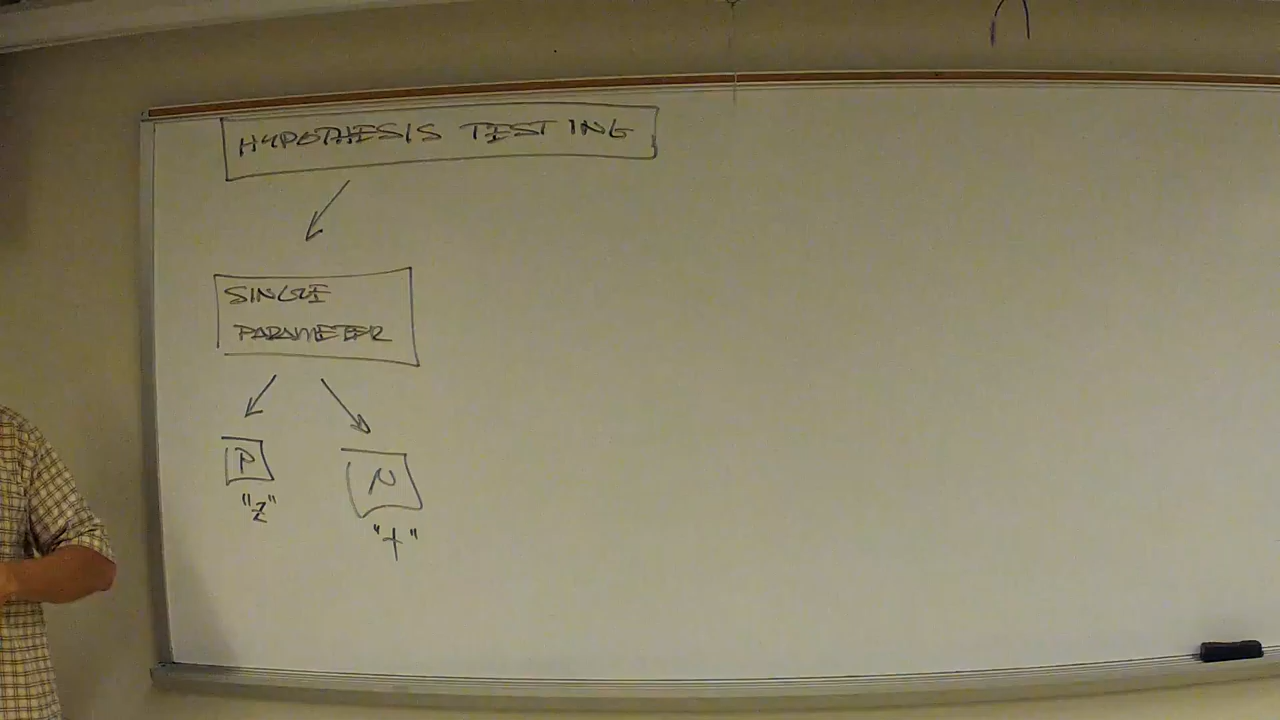 HYPOTHESIS TESTING
SINGLE
PARAMETER
P
μ
"z"
"t"